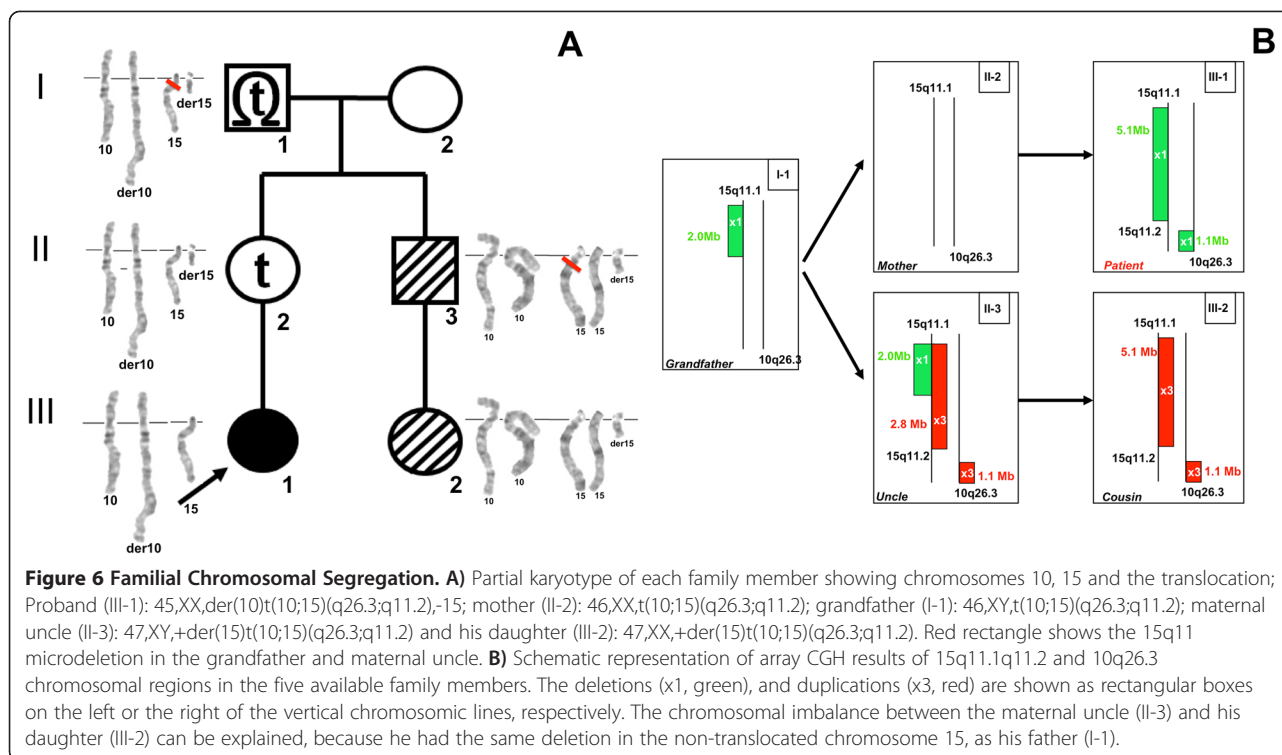 A
B
I
Ω
t
1
2
10
der10
15
der15
II
t
2
3
10
der10
15
der15
10
10
15
15
der15
III
1
2
10
der10
15
10
10
15
15
der15
I-1
15q11.1
x1
2.0Mb
10q26.3
Grandfather
II-2
15q11.1
10q26.3
Mother
III-1
15q11.1
5.1Mb
x1
15q11.2
x1
1.1Mb
10q26.3
Patient
II-3
15q11.1
2.0Mb
x1
2.8 Mb
x3
15q11.2
x3
1.1 Mb
10q26.3
Uncle
III-2
15q11.1
5.1 Mb
x3
15q11.2
x3
1.1 Mb
10q26.3
Cousin
Figure 6 Familial Chromosomal Segregation. A) Partial karyotype of each family member showing chromosomes 10, 15 and the translocation;
Proband (III-1): 45,XX,der(10)t(10;15)(q26.3;q11.2),-15; mother (II-2): 46,XX,t(10;15)(q26.3;q11.2); grandfather (I-1): 46,XY,t(10;15)(q26.3;q11.2); maternal
uncle (II-3): 47,XY,+der(15)t(10;15)(q26.3;q11.2) and his daughter (III-2): 47,XX,+der(15)t(10;15)(q26.3;q11.2). Red rectangle shows the 15q11
microdeletion in the grandfather and maternal uncle. B) Schematic representation of array CGH results of 15q11.1q11.2 and 10q26.3
chromosomal regions in the five available family members. The deletions (x1, green), and duplications (x3, red) are shown as rectangular boxes
on the left or the right of the vertical chromosomic lines, respectively. The chromosomal imbalance between the maternal uncle (II-3) and his
daughter (III-2) can be explained, because he had the same deletion in the non-translocated chromosome 15, as his father (I-1).